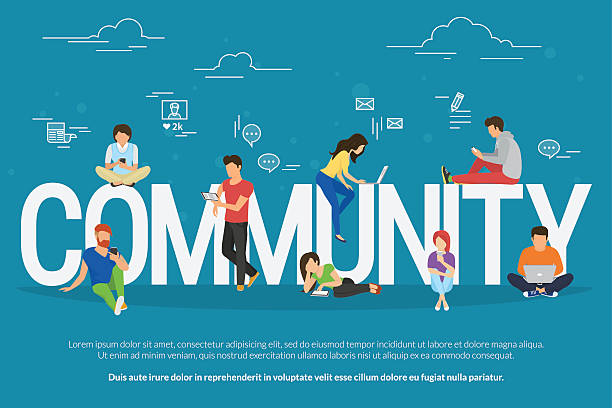 2k
COMMUNITY
Lorem ipsum dolor sit amet, consectetur adipiscing elit, sed do eiusmod tempor incididunt
ut labore et dolore magna aliqua. Ut enim ad minim veniam, quis nostrud exercitation ullamco laboris
nisi ut aliquip ex ea commodo consequat.
Duis aute irure dolor in reprehenderit in voluptate velit esse cillum dolore eu fugiat nulla pariatur.